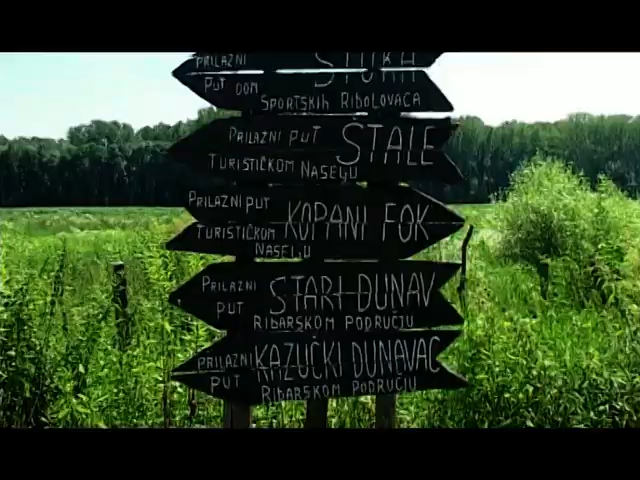 PRILAZNI
PUT DOM
SPORTSKIH RIBOLOVACA
PRILAZNI PUT ŠTALE
TURISTIČKOM NASELJU
PRILAZNI PUT KOPANI FOK
TURISTIČKOM
NASELJU
PRILAZNI PUT STARI DUNAV
RIBARSKOM PODRUČJU
PRILAZNI PUT KAZUČKI DUNAVAC
RIBARSKOM PODRUČJU